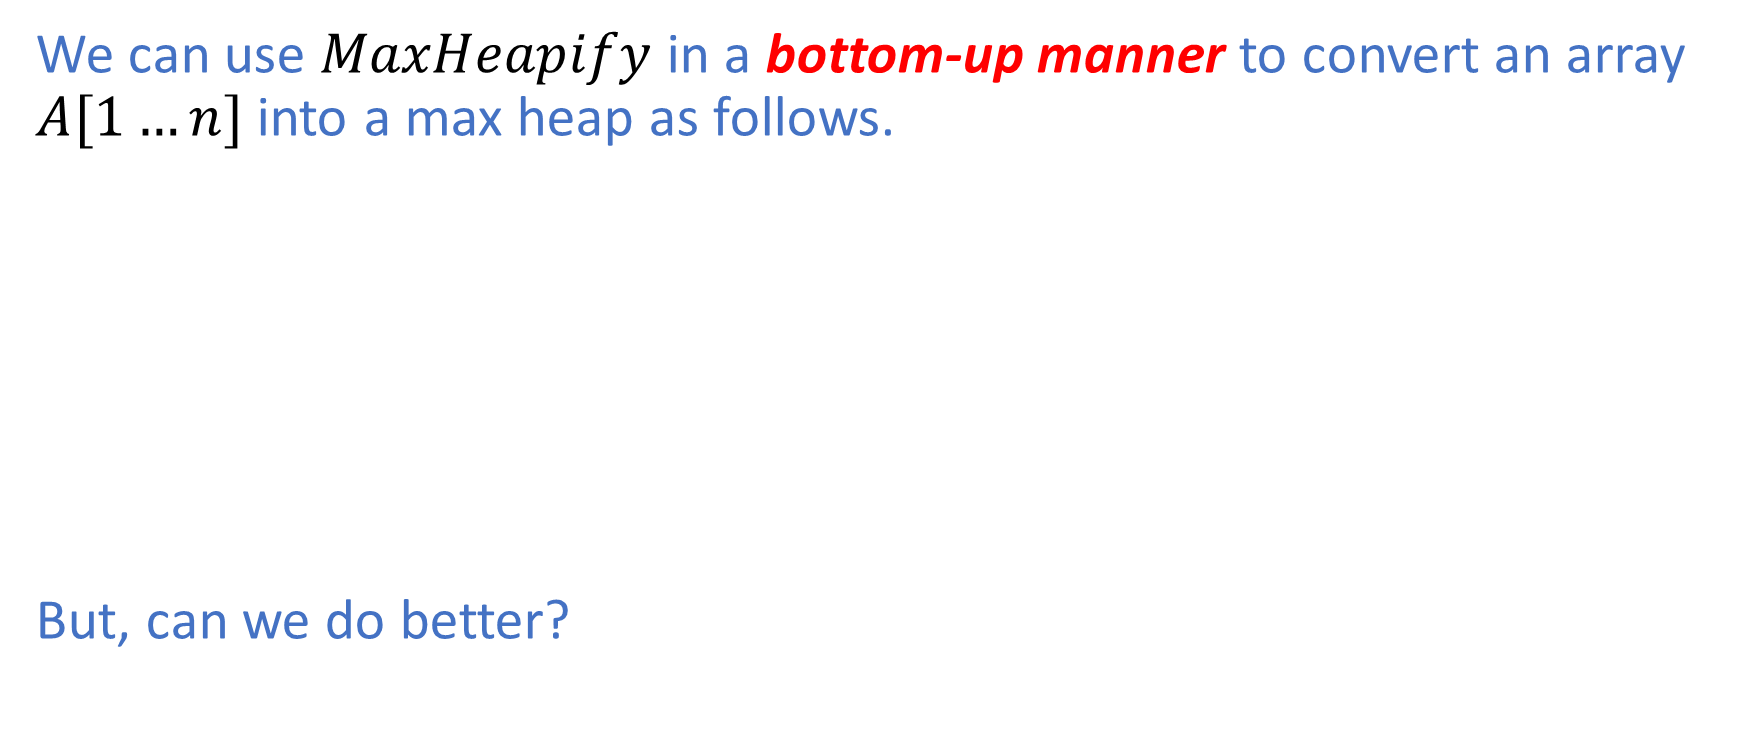 We can use MaxHeapify in a bottom-up manner to convert an array
A[1 … n] into a max heap as follows.
But, can we do better?